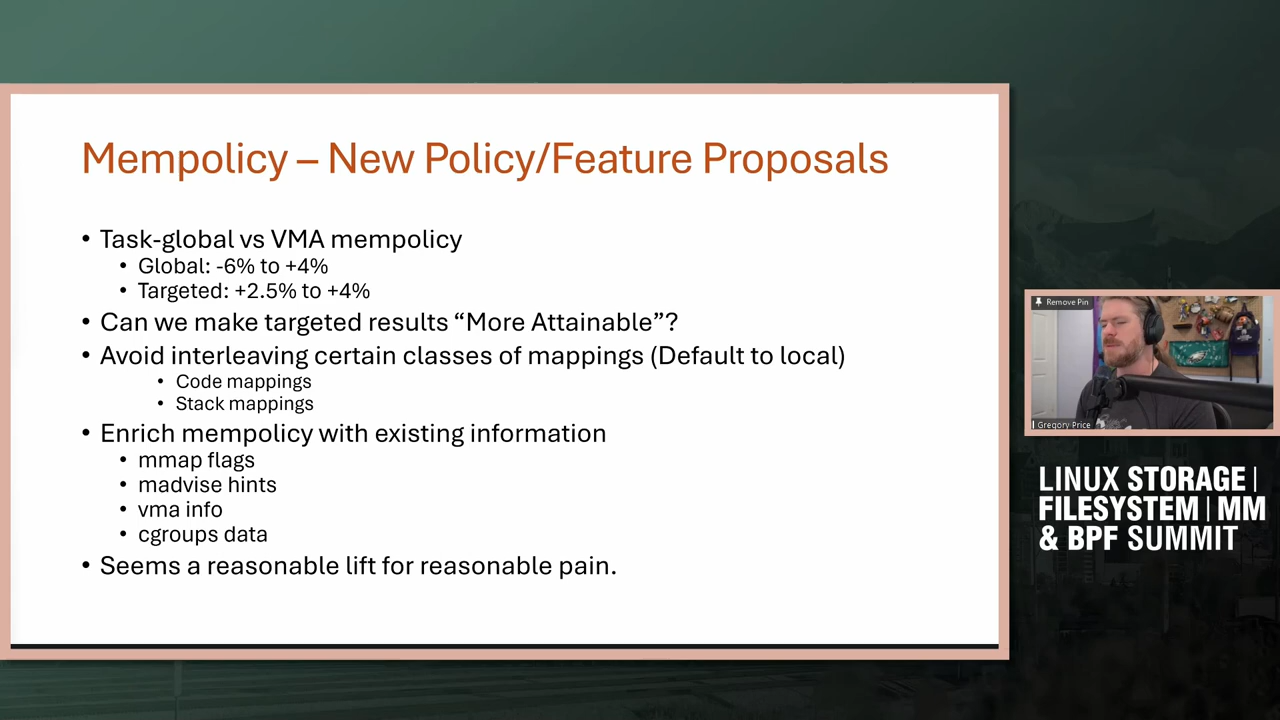 Mempolicy – New Policy/Feature Proposals
• Task-global vs VMA mempolicy
• Global: -6% to +4%
• Targeted: +2.5% to +4%
• Can we make targeted results “More Attainable”?
• Avoid interleaving certain classes of mappings (Default to local)
• Code mappings
• Stack mappings
• Enrich mempolicy with existing information
• mmap flags
• madvise hints
• vma info
• cgroups data
• Seems a reasonable lift for reasonable pain.
Remove Pin
Gregory Price
LINUX STORAGE |
FILESYSTEM | MM
& BPF SUMMIT